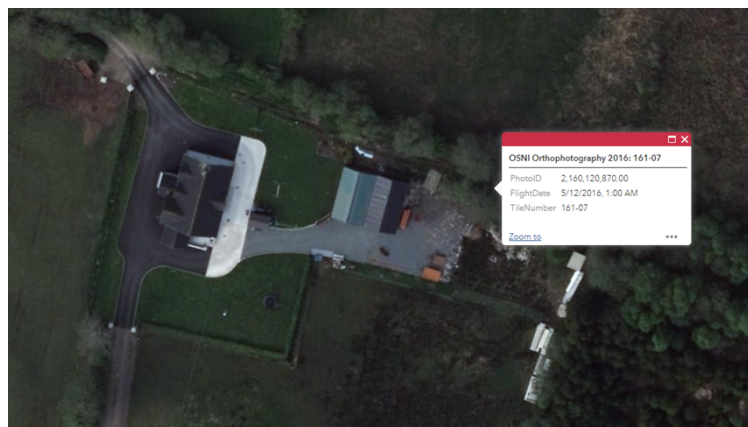 OSNI Orthophotography 2016: 161-07
PhotoID 2,160,120,870.00
FlightDate 5/12/2016, 1:00 AM
TileNumber 161-07
Zoom to